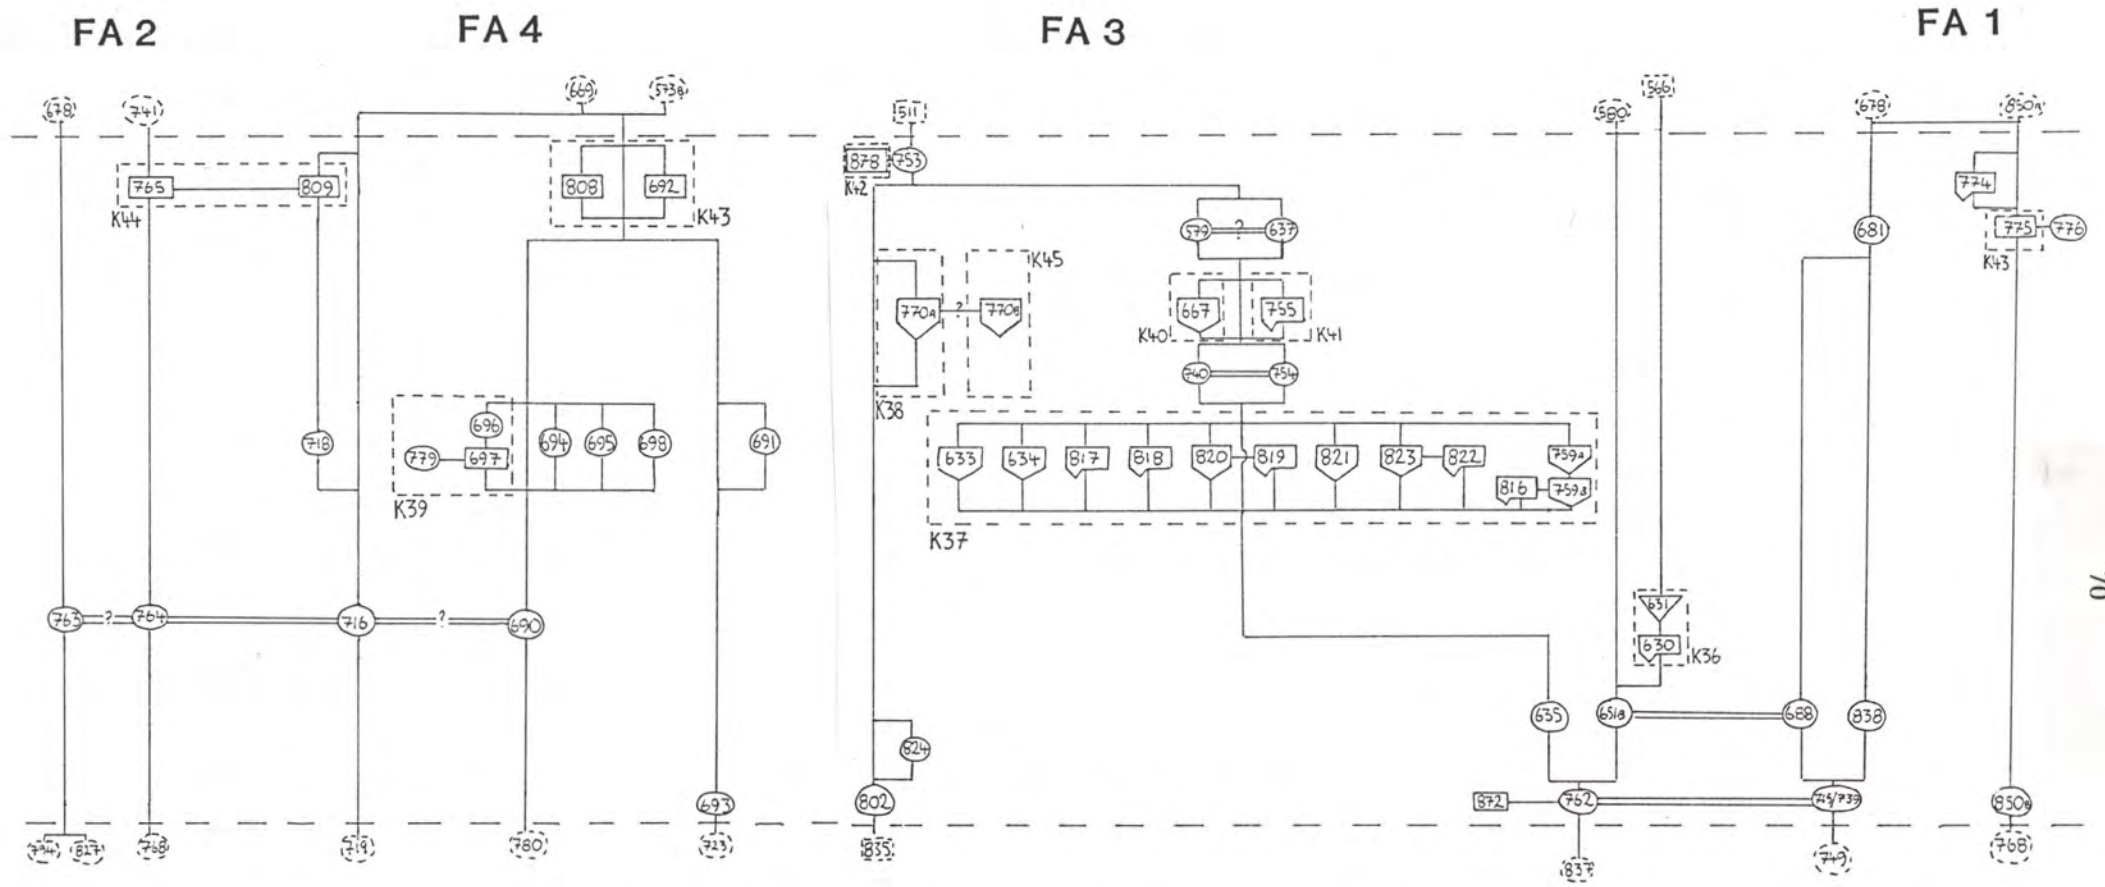 FA 2 FA 4 FA 3 FA 1
678 741 669 573B 511 580 566 678 850A
878 753
K42
765 809 808 692 774
K44 K43
579 ? 637 681 775 776
K43
K45
770A ? 770B 667 755
K40 K41
740 754
K38
718 696 694 695 698 691
779 697
K39
633 634 817 818 820 819 821 823 822 759A
816 759B
K37
763 ? 764 716 ? 690
631
630 K36
635 651B 688 838
824
693 802 872 762 715/739 850B
794 827 768 719 780 723 835 837 749 768
70